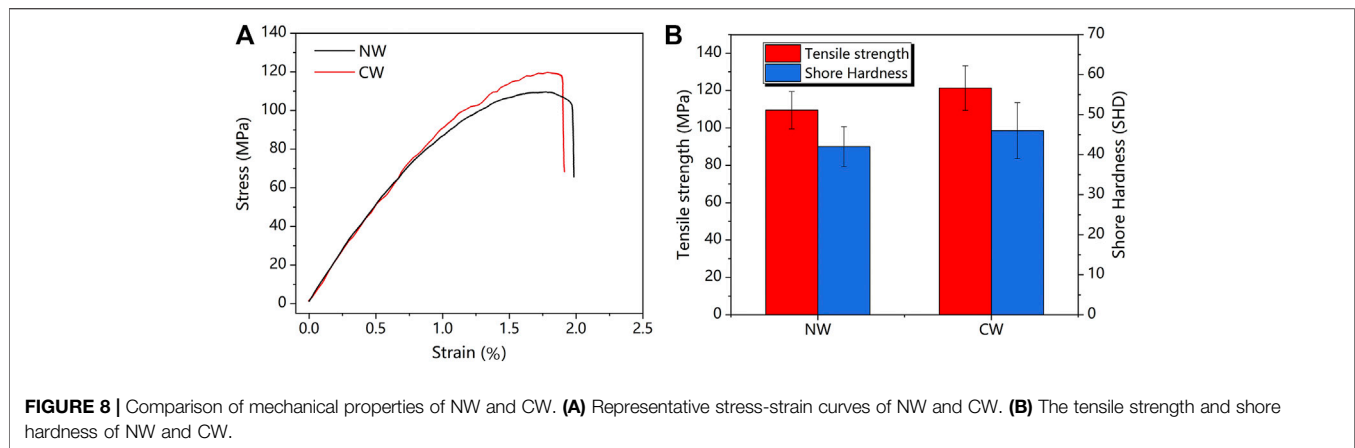 A
NW
CW
140
120
100
80
60
40
20
0
Stress (MPa)
0.0 0.5 1.0 1.5 2.0 2.5
Strain (%)
B
Tensile strength
Shore Hardness
140
120
100
80
60
40
20
0
Tensile strength (MPa)
70
60
50
40
30
20
10
0
Shore Hardness (SHD)
NW CW
FIGURE 8 | Comparison of mechanical properties of NW and CW. (A) Representative stress-strain curves of NW and CW. (B) The tensile strength and shore
hardness of NW and CW.